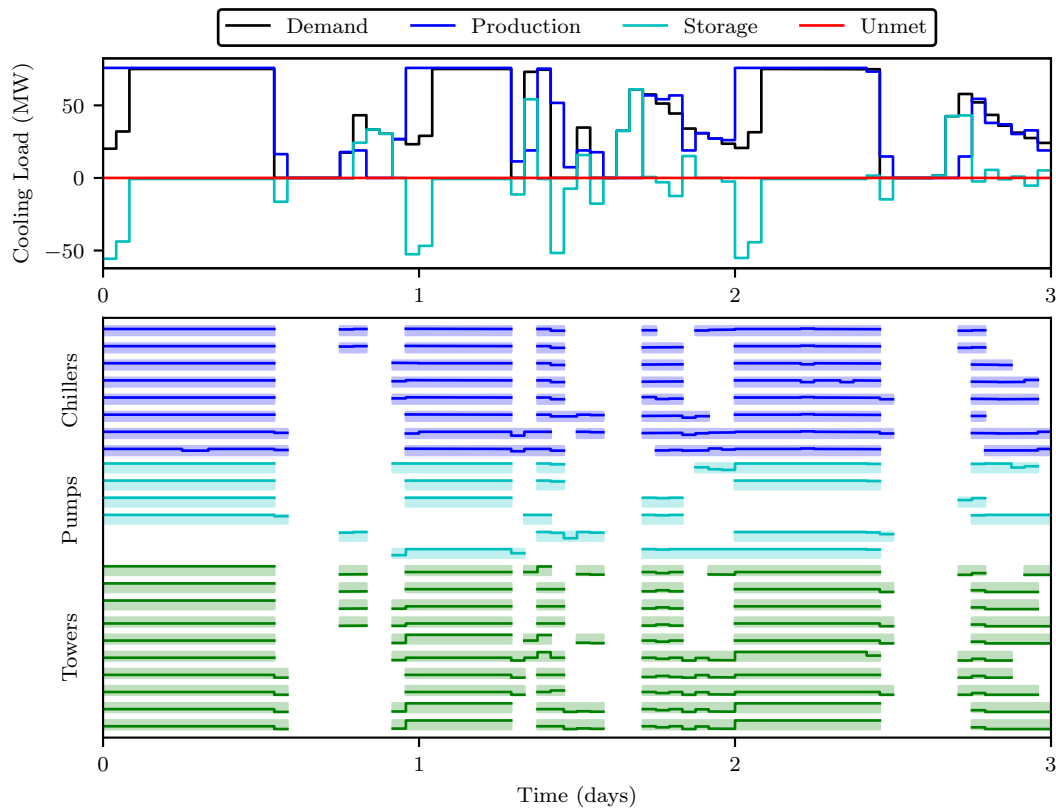 Demand Production Storage Unmet
Cooling Load (MW)
50
0
−50
0 1 2 3
Chillers
Pumps
Towers
0 1 2 3
Time (days)